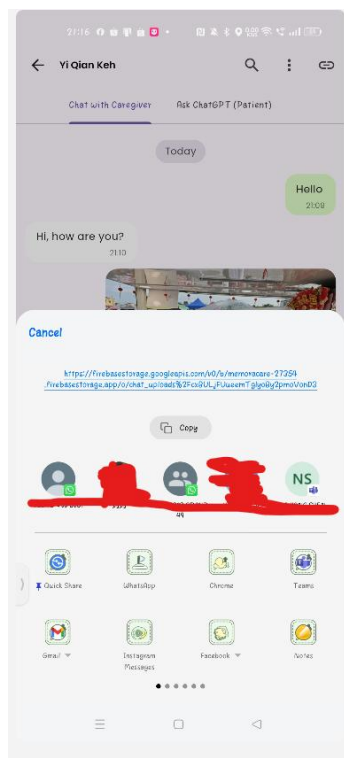 21:16
Yi Qian Keh
Chat with Caregiver Ask ChatGPT (Patient)
Today
Hello
21:09
Hi, how are you?
21:10
Cancel
https://firebasestorage.googleapis.com/v0/b/memoracare-27354
.firebasestorage.app/o/chat_uploads%2F
Copy
NS
Quick Share WhatsApp Chrome Teams
Gmail Instagram Facebook Notes
Messages